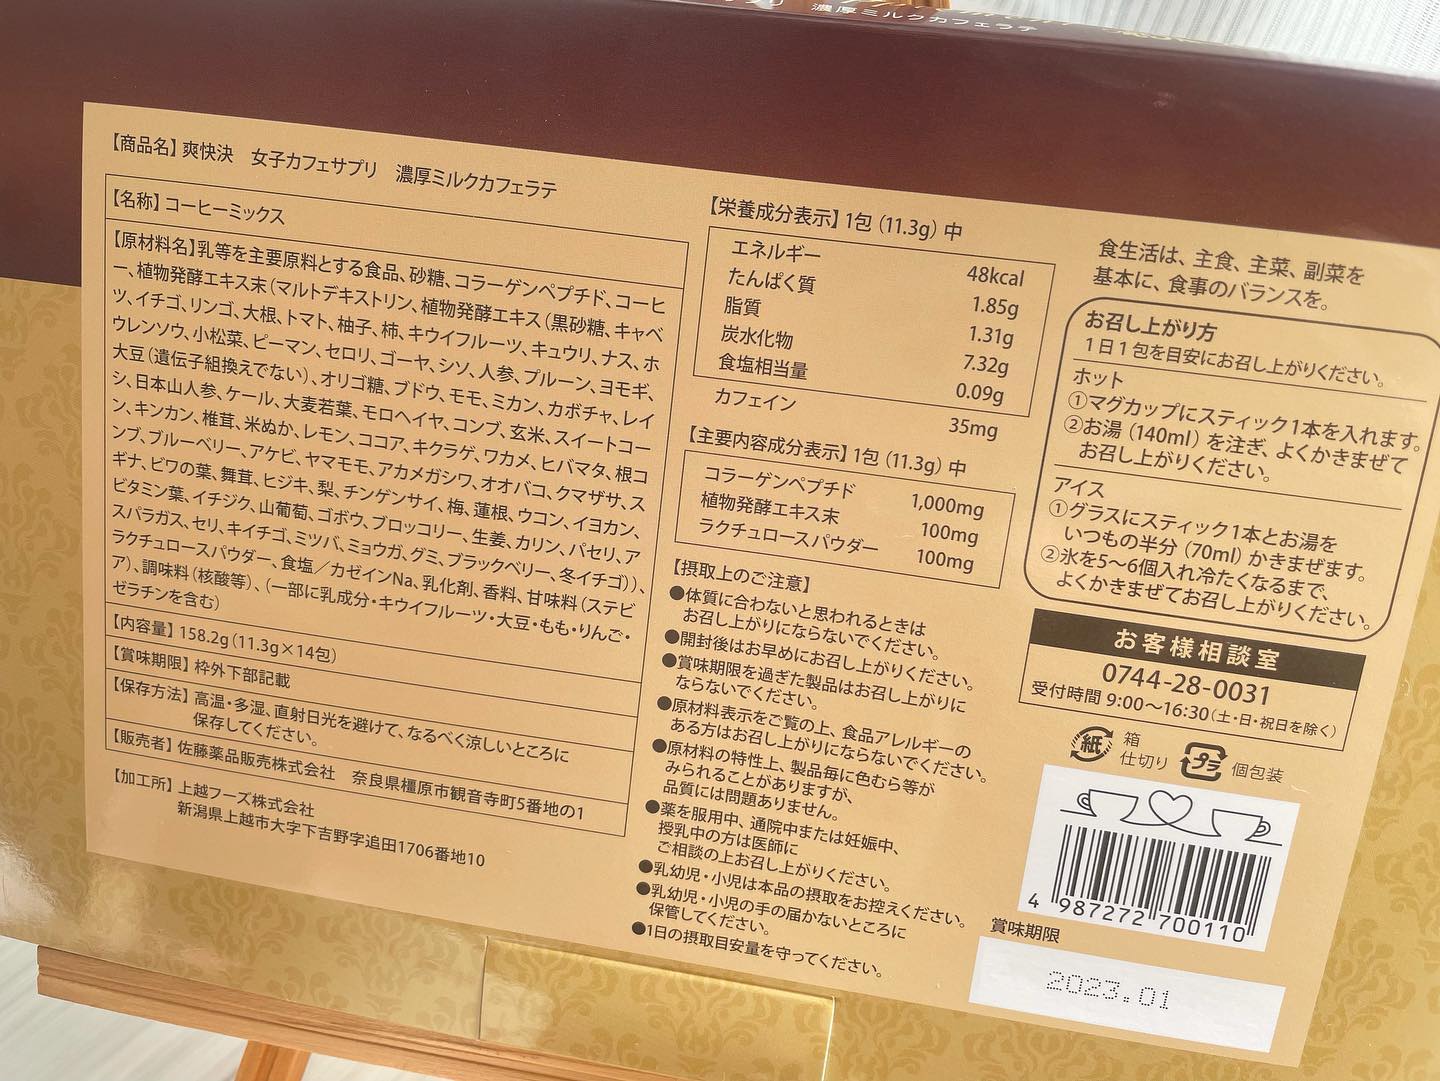 濃厚ミルクカフェラテ
【商品名】爽快決　女子カフェサプリ　濃厚ミルクカフェラテ
【名称】コーヒーミックス
【原材料名】乳等を主要原料とする食品、砂糖、コラーゲンペプチド、コーヒ
ー、植物発酵エキス末(マルトデキストリン、植物発酵エキス(黒砂糖、キャベ
ツ、イチゴ、リンゴ、大根、トマト、柚子、柿、キウイフルーツ、キュウリ、ナス、ホ
ウレンソウ、小松菜、ピーマン、セロリ、ゴーヤ、シソ、人参、プルーン、ヨモギ、
大豆(遺伝子組換えでない)、オリゴ糖、ブドウ、モモ、ミカン、カボチャ、レイ
シ、日本山人参、ケール、大麦若葉、モロヘイヤ、コンブ、玄米、スイートコー
ン、キンカン、椎茸、米ぬか、レモン、ココア、キクラゲ、ワカメ、ヒバマタ、根コ
ンブ、ブルーベリー、アケビ、ヤマモモ、アカメガシワ、オオバコ、クマザサ、ス
ギナ、ビワの葉、舞茸、ヒジキ、梨、チンゲンサイ、梅、蓮根、ウコン、イヨカン、
ビタミン葉、イチジク、山葡萄、ゴボウ、ブロッコリー、生姜、カリン、パセリ、ア
スパラガス、セリ、キイチゴ、ミツバ、ミョウガ、グミ、ブラックベリー、冬イチゴ))、
ラクチュロースパウダー、食塩／カゼインNa、乳化剤、香料、甘味料(ステビ
ア)、調味料(核酸等)、(一部に乳成分・キウイフルーツ・大豆・もも・りんご・
ゼラチンを含む)
【内容量】158.2g(11.3g×14包)
【賞味期限】枠外下部記載
【保存方法】高温・多湿、直射日光を避けて、なるべく涼しいところに
保存してください。
【販売者】佐藤薬品販売株式会社　奈良県橿原市観音寺町5番地の1
【加工所】上越フーズ株式会社
新潟県上越市大字下吉野字追田1706番地10
【栄養成分表示】1包(11.3g)中
エネルギー 48kcal
たんぱく質 1.85g
脂質 1.31g
炭水化物 7.32g
食塩相当量 0.09g
カフェイン 35mg
【主要内容成分表示】1包(11.3g)中
コラーゲンペプチド 1,000mg
植物発酵エキス末 100mg
ラクチュロースパウダー 100mg
【摂取上のご注意】
●体質に合わないと思われるときは
お召し上がりにならないでください。
●開封後はお早めにお召し上がりください。
●賞味期限を過ぎた製品はお召し上がりに
ならないでください。
●原材料表示をご覧の上、食品アレルギーの
ある方はお召し上がりにならないでください。
●原材料の特性上、製品毎に色むら等が
みられることがありますが、
品質には問題ありません。
●薬を服用中、通院中または妊娠中、
授乳中の方は医師に
ご相談の上お召し上がりください。
●乳幼児・小児は本品の摂取をお控えください。
●乳幼児・小児の手の届かないところに
保管してください。
●1日の摂取目安量を守ってください。
食生活は、主食、主菜、副菜を
基本に、食事のバランスを。
お召し上がり方
1日1包を目安にお召し上がりください。
ホット
①マグカップにスティック1本を入れます。
②お湯(140ml)を注ぎ、よくかきまぜて
お召し上がりください。
アイス
①グラスにスティック1本とお湯を
いつもの半分(70ml)かきまぜます。
②氷を5〜6個入れ冷たくなるまで、
よくかきまぜてお召し上がりください。
お客様相談室
0744-28-0031
受付時間 9:00〜16:30(土・日・祝日を除く)
紙 箱
仕切り
プラ 個包装
4 987272 700110
賞味期限
2023.01